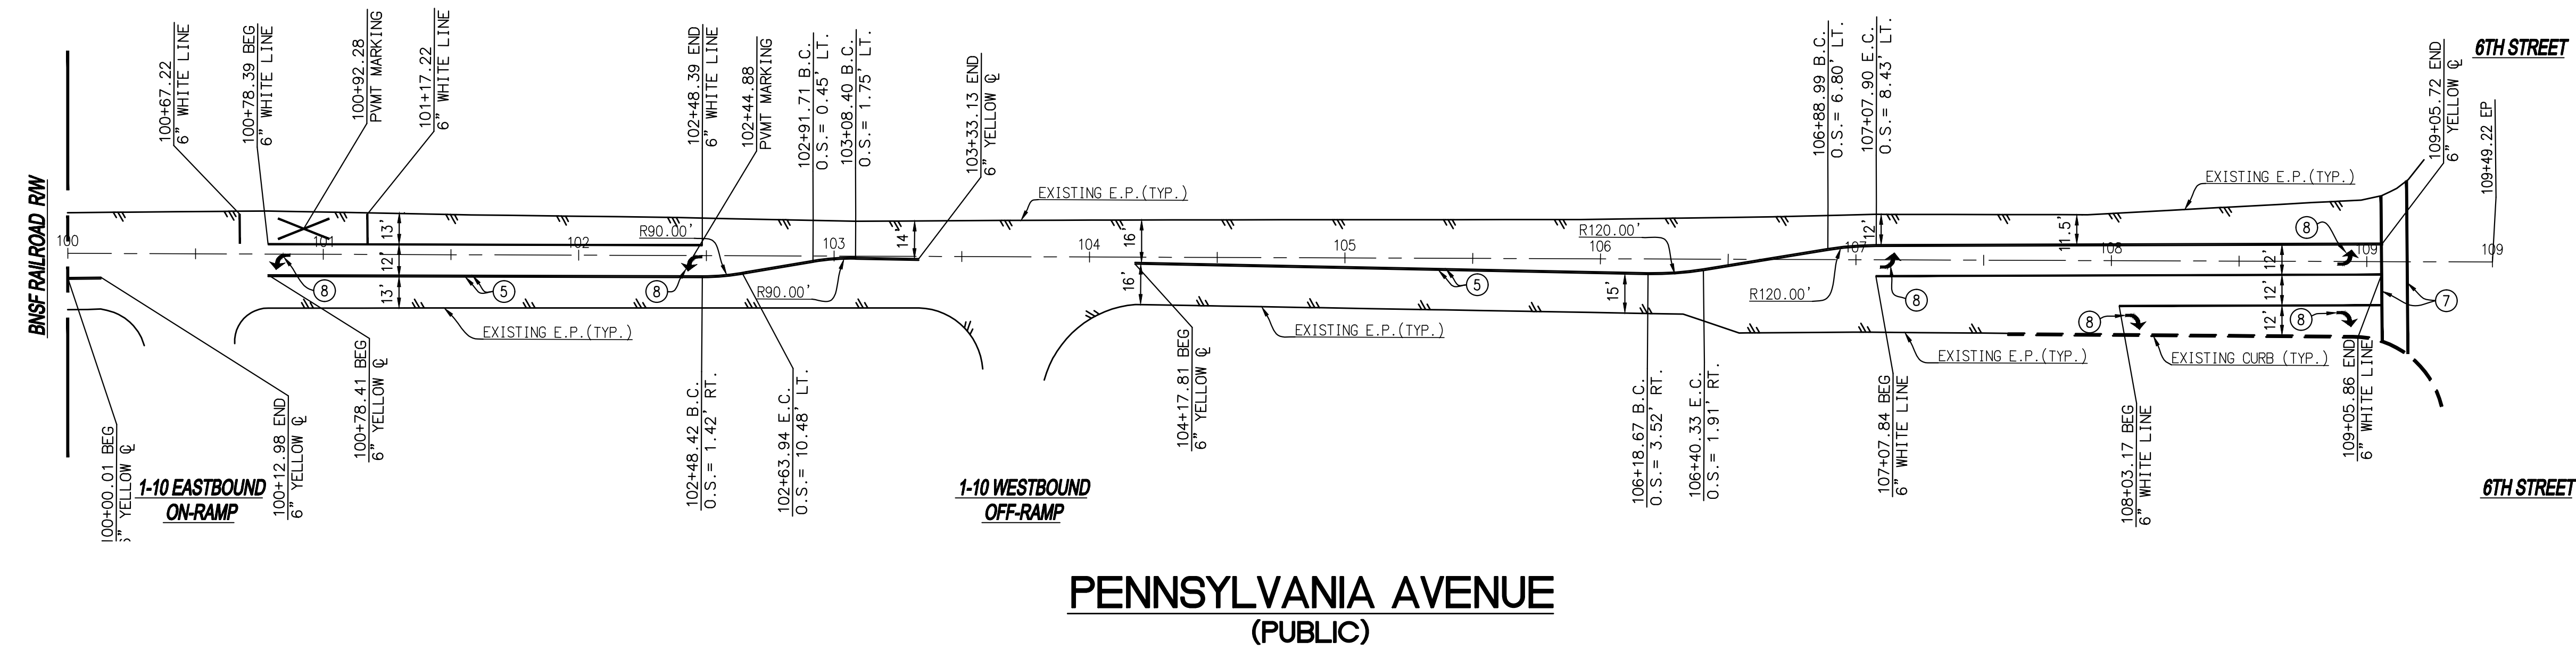 100+67.22
6" WHITE LINE
100+78.39 BEG
6" WHITE LINE
100+92.28
PVMT MARKING
101+17.22
6" WHITE LINE
102+48.39 END
6" WHITE LINE
102+44.88
PVMT MARKING
102+91.71 B.C.
O.S.= 0.45' LT.
103+08.40 B.C.
O.S.= 1.75' LT.
103+33.13 END
6" YELLOW ℄
106+88.99 B.C.
O.S.= 6.80' LT.
107+07.90 E.C.
O.S.= 8.43' LT.
109+05.72 END
6" YELLOW ℄
6TH STREET
109+49.22 EP
BNSF RAILROAD R/W
EXISTING E.P.(TYP.)
EXISTING E.P.(TYP.)
13'
R90.00'
14'
16'
R120.00'
12'
11.5'
8
100
101
102
103
104
105
106
107
108
109
109
12'
13'
8
5
8
R90.00'
16'
5
15'
R120.00'
8
12'
12'
12'
8
8
7
EXISTING E.P.(TYP.)
EXISTING E.P.(TYP.)
EXISTING E.P.(TYP.)
EXISTING CURB (TYP.)
100+00.01 BEG
6" YELLOW ℄
100+12.98 END
6" YELLOW ℄
100+78.41 BEG
6" YELLOW ℄
102+48.42 B.C.
O.S.= 1.42' RT.
102+63.94 E.C.
O.S.= 10.48' LT.
104+17.81 BEG
6" YELLOW ℄
106+18.67 B.C.
O.S.= 3.52' RT.
106+40.33 E.C.
O.S.= 1.91' RT.
107+07.84 BEG
6" WHITE LINE
108+03.17 BEG
6" WHITE LINE
109+05.86 END
6" WHITE LINE
1-10 EASTBOUND
ON-RAMP
1-10 WESTBOUND
OFF-RAMP
6TH STREET
PENNSYLVANIA AVENUE
(PUBLIC)